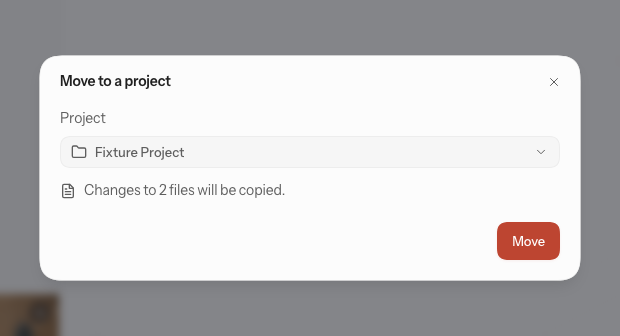 Move to a project
Project
Fixture Project
Changes to 2 files will be copied.
Move